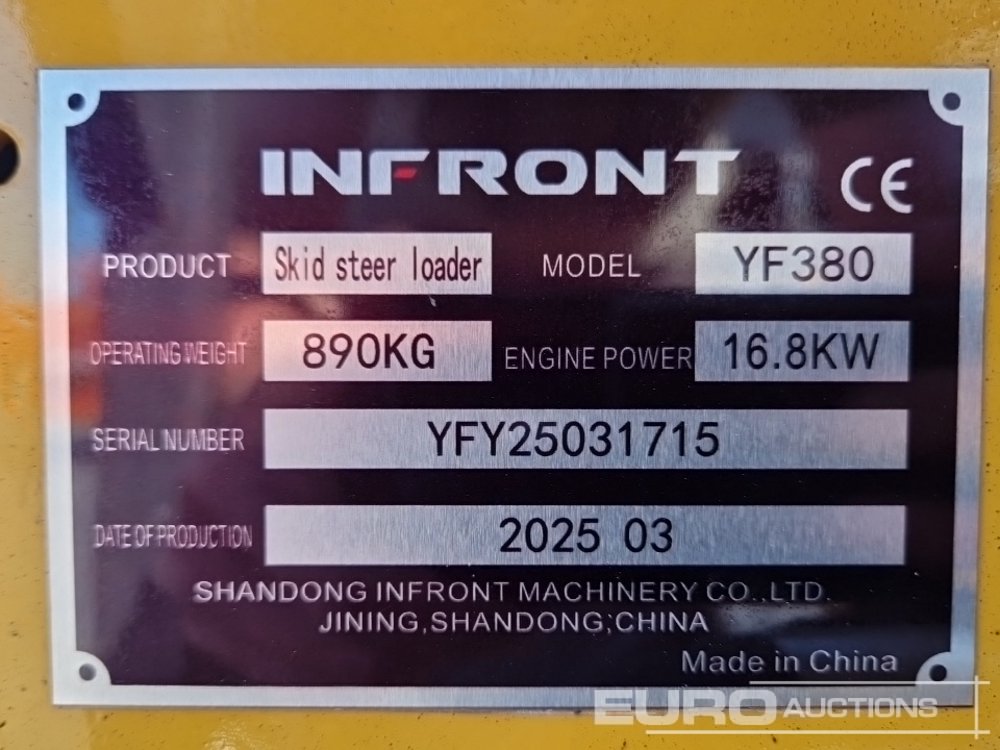 INFRONT CE
PRODUCT Skid steer loader MODEL YF380
OPERATING WEIGHT 890KG ENGINE POWER 16.8KW
SERIAL NUMBER YFY25031715
DATE OF PRODUCTION 2025 03
SHANDONG INFRONT MACHINERY CO.,LTD.
JINING,SHANDONG,CHINA
Made in China
EURO AUCTIONS